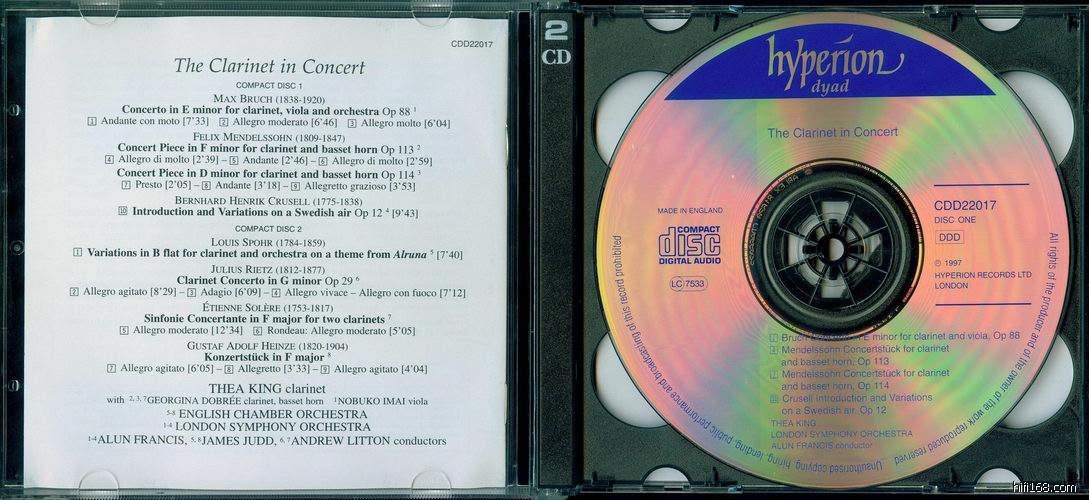 CDD22017
The Clarinet in Concert
COMPACT DISC 1
MAX BRUCH (1838-1920)
Concerto in E minor for clarinet, viola and orchestra Op 88 1
1 Andante con moto [7'33] 2 Allegro moderato [6'46] 3 Allegro molto [6'04]
FELIX MENDELSSOHN (1809-1847)
Concert Piece in F minor for clarinet and basset horn Op 113 2
4 Allegro di molto [2'39] – 5 Andante [2'46] – 6 Allegro di molto [2'59]
Concert Piece in D minor for clarinet and basset horn Op 114 3
7 Presto [2'05] – 8 Andante [3'18] – 9 Allegretto grazioso [3'53]
BERNHARD HENRIK CRUSELL (1775-1838)
10 Introduction and Variations on a Swedish air Op 12 4 [9'43]
COMPACT DISC 2
LOUIS SPOHR (1784-1859)
1 Variations in B flat for clarinet and orchestra on a theme from Alruna 5 [7'40]
JULIUS RIETZ (1812-1877)
Clarinet Concerto in G minor Op 29 6
2 Allegro agitato [8'29] – 3 Adagio [6'09] – 4 Allegro vivace – Allegro con fuoco [7'12]
ÉTIENNE SOLÈRE (1753-1817)
Sinfonie Concertante in F major for two clarinets 7
5 Allegro moderato [12'34] 6 Rondeau: Allegro moderato [5'05]
GUSTAF ADOLF HEINZE (1820-1904)
Konzertstück in F major 8
7 Allegro agitato [6'05] – 8 Allegretto [3'33] – 9 Allegro agitato [4'04]
THEA KING clarinet
with 2, 3, 7 GEORGINA DOBRÉE clarinet, basset horn 1 NOBUKO IMAI viola
5-8 ENGLISH CHAMBER ORCHESTRA
1-4 LONDON SYMPHONY ORCHESTRA
1-4 ALUN FRANCIS, 5, 8 JAMES JUDD, 6, 7 ANDREW LITTON conductors
2
CD
hyperion
dyad
The Clarinet in Concert
MADE IN ENGLAND
COMPACT
disc
DIGITAL AUDIO
LC 7533
CDD22017
DISC ONE
DDD
℗ 1997
HYPERION RECORDS LTD
LONDON
1 Bruch in E minor for clarinet and viola, Op 88
4 Mendelssohn Concertstück for clarinet
and basset horn, Op 113
7 Mendelssohn Concertstück for clarinet
and basset horn, Op 114
10 Crusell Introduction and Variations
on a Swedish air, Op 12
THEA KING
LONDON SYMPHONY ORCHESTRA
ALUN FRANCIS conductor
All rights of the producer and of the owner of the work reproduced reserved
Unauthorised copying, hiring, lending, public performance and broadcasting of this record prohibited
hifi168.com